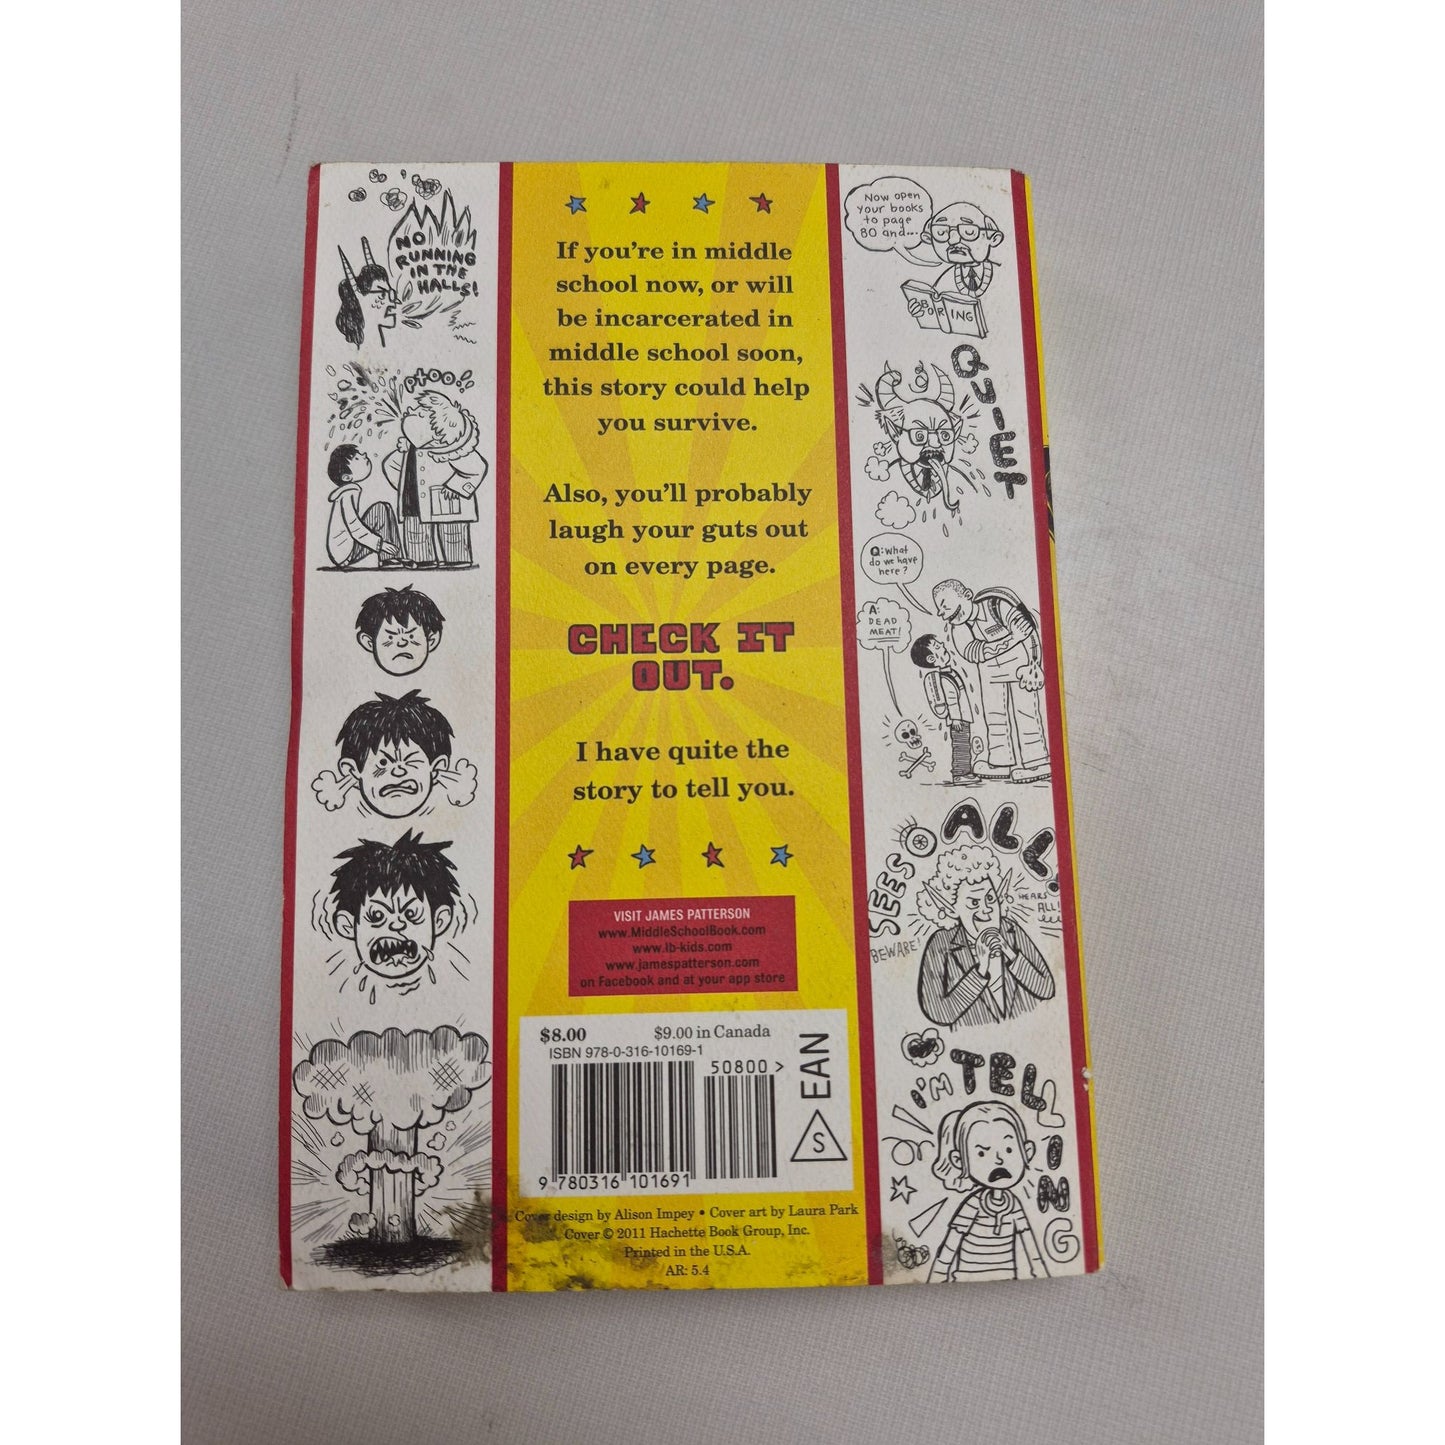 NO
RUNNING
IN THE
HALLS!
ptoo!!
If you're in middle
school now, or will
be incarcerated in
middle school soon,
this story could help
you survive.
Also, you'll probably
laugh your guts out
on every page.
CHECK IT
OUT.
I have quite the
story to tell you.
VISIT JAMES PATTERSON
www.MiddleSchoolBook.com
www.lb-kids.com
www.jamespatterson.com
on Facebook and at your app store
$8.00 $9.00 in Canada
ISBN 978-0-316-10169-1
50800 >
EAN
S
9 780316 101691
Cover design by Alison Impey • Cover art by Laura Park
Cover © 2011 Hachette Book Group, Inc.
Printed in the U.S.A.
AR: 5.4
Now open
your books
to page
80 and...
BORING
QUIET
Q: What
do we have
here?
A:
DEAD
MEAT!
SEES ALL!
HEARS
ALL!
BEWARE!
I'M TELLING